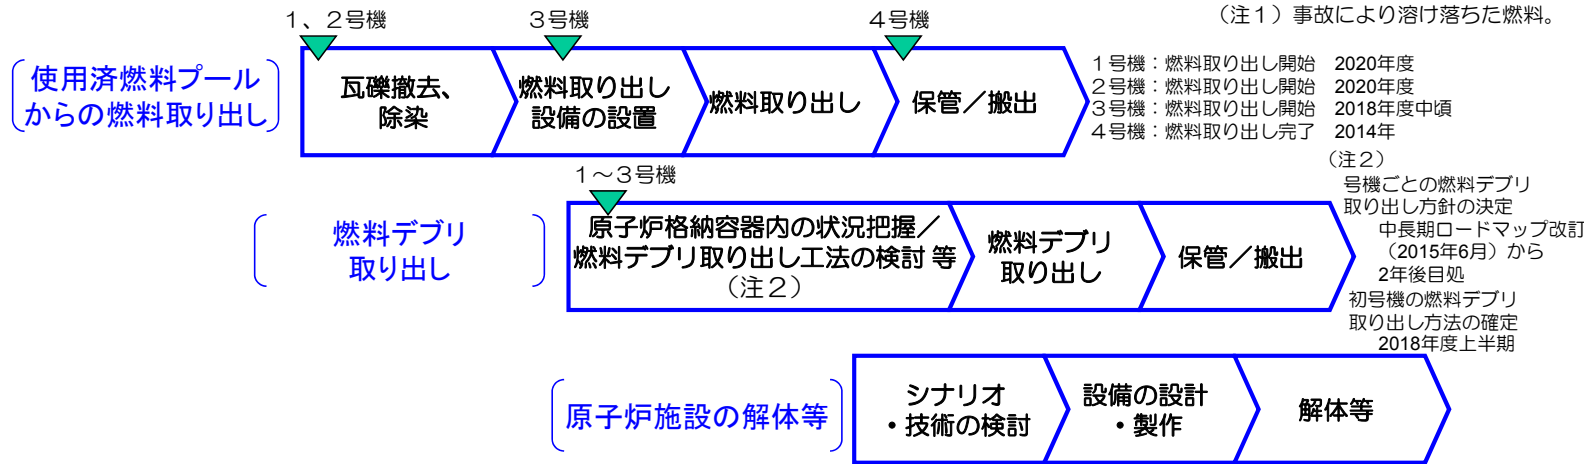 (注1)事故により溶け落ちた燃料。
1、2号機
3号機
4号機
使用済燃料プール
からの燃料取り出し
瓦礫撤去、
除染
燃料取り出し
設備の設置
燃料取り出し
保管/搬出
1号機:燃料取り出し開始 2020年度
2号機:燃料取り出し開始 2020年度
3号機:燃料取り出し開始 2018年度中頃
4号機:燃料取り出し完了 2014年
1~3号機
燃料デブリ
取り出し
原子炉格納容器内の状況把握/
燃料デブリ取り出し工法の検討 等
(注2)
燃料デブリ
取り出し
保管/搬出
(注2)
号機ごとの燃料デブリ
取り出し方針の決定
中長期ロードマップ改訂
(2015年6月)から
2年後目処
初号機の燃料デブリ
取り出し方法の確定
2018年度上半期
原子炉施設の解体等
シナリオ
・技術の検討
設備の設計
・製作
解体等